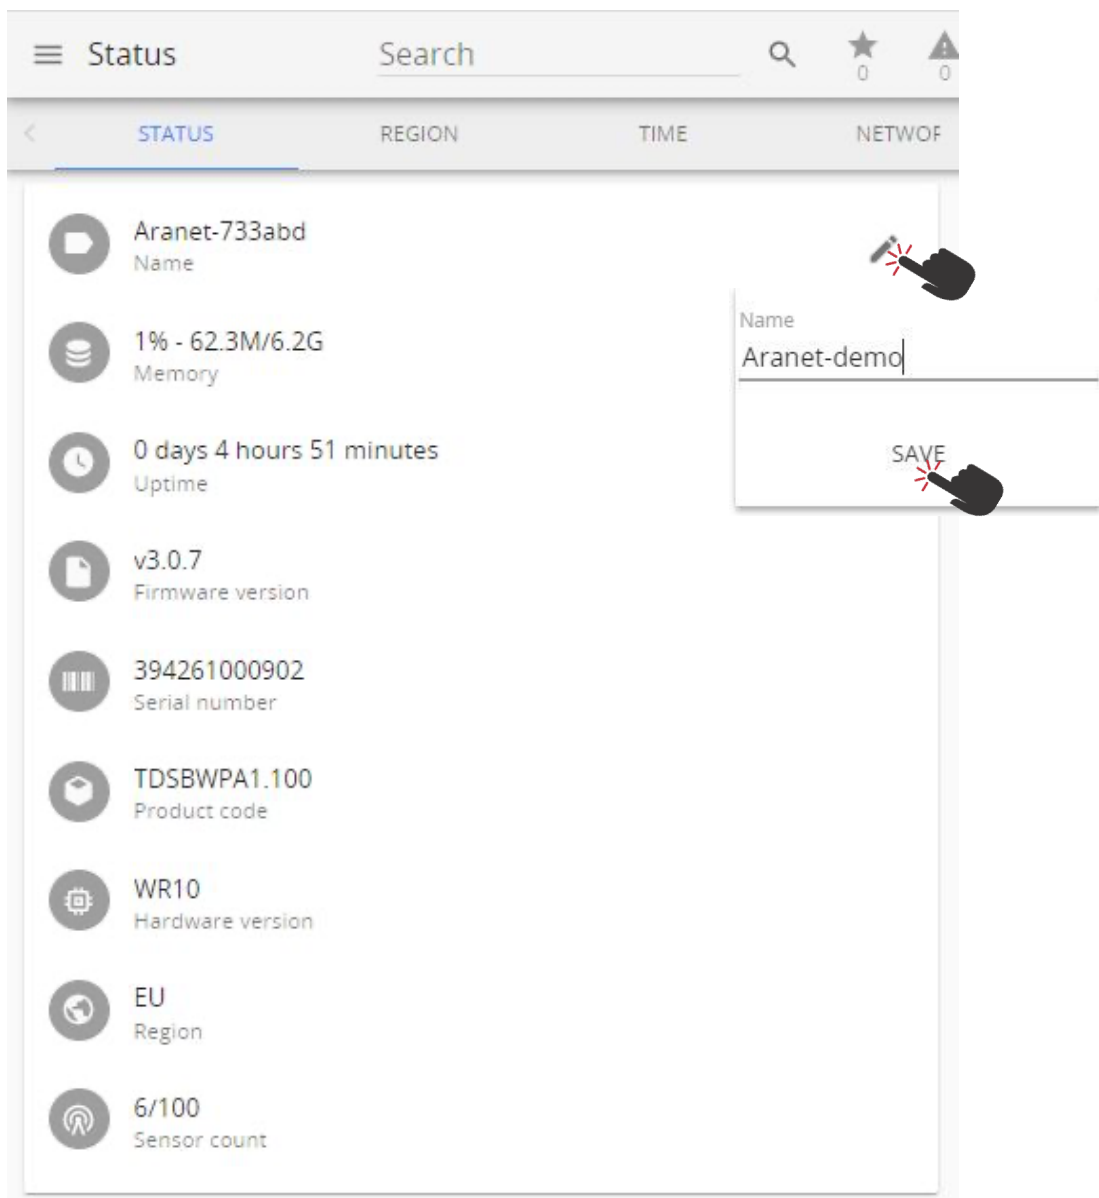 Status
Search
0
0
STATUS
REGION
TIME
NETWOR
Aranet-733abd
Name
1% - 62.3M/6.2G
Memory
0 days 4 hours 51 minutes
Uptime
v3.0.7
Firmware version
394261000902
Serial number
TDSBWPA1.100
Product code
WR10
Hardware version
EU
Region
6/100
Sensor count
Name
Aranet-demo
SAVE